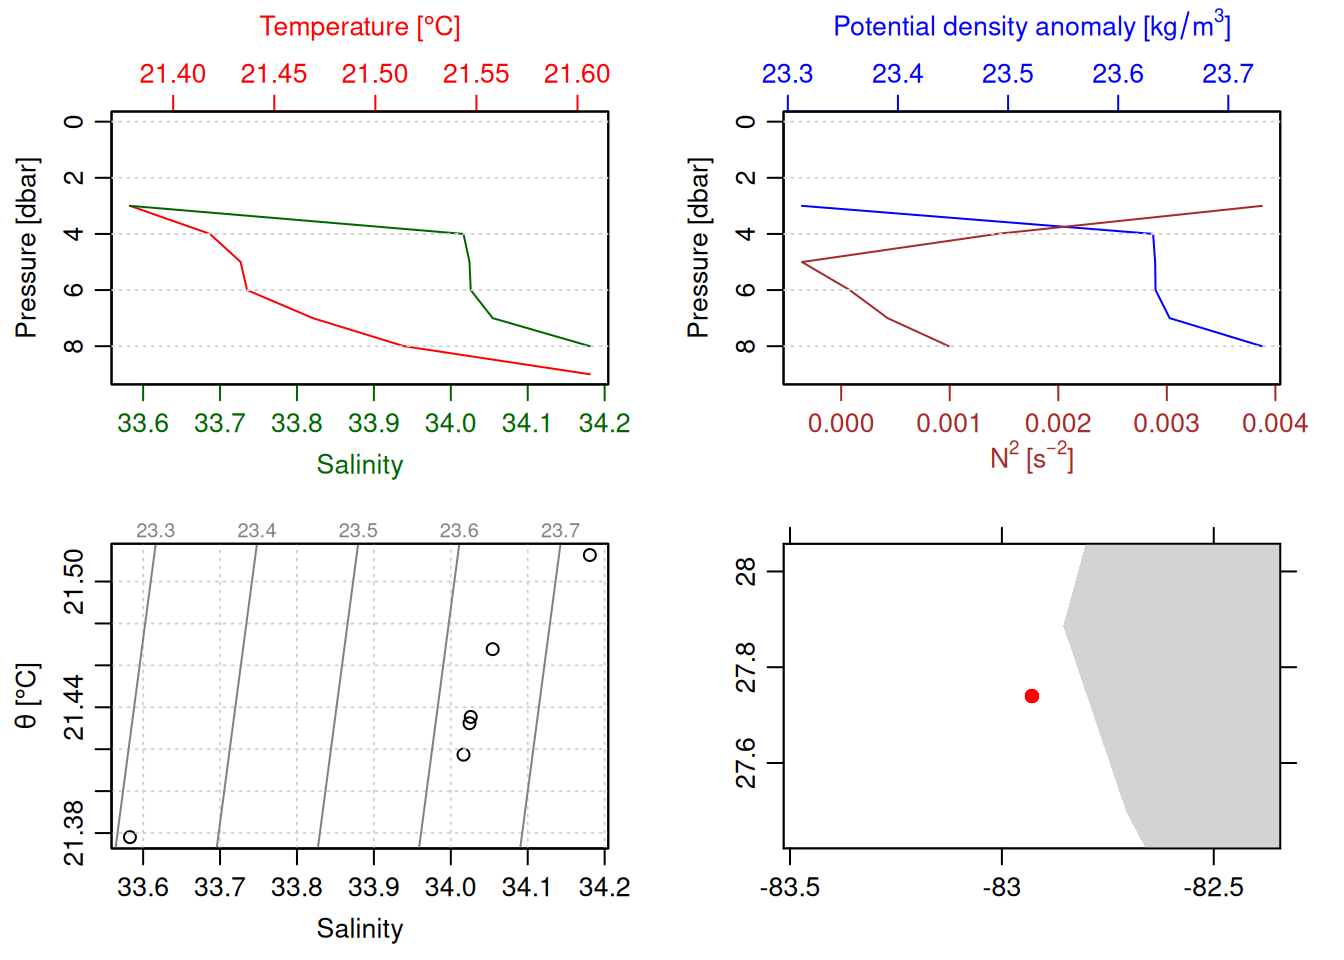 Temperature [°C]
21.40 21.45 21.50 21.55 21.60
Pressure [dbar]
0
2
4
6
8
33.6 33.7 33.8 33.9 34.0 34.1 34.2
Salinity
Potential density anomaly [kg/m³]
23.3 23.4 23.5 23.6 23.7
Pressure [dbar]
0
2
4
6
8
0.000 0.001 0.002 0.003 0.004
N² [s⁻²]
23.3 23.4 23.5 23.6 23.7
θ [°C]
21.50
21.44
21.38
33.6 33.7 33.8 33.9 34.0 34.1 34.2
Salinity
28
27.8
27.6
-83.5 -83 -82.5